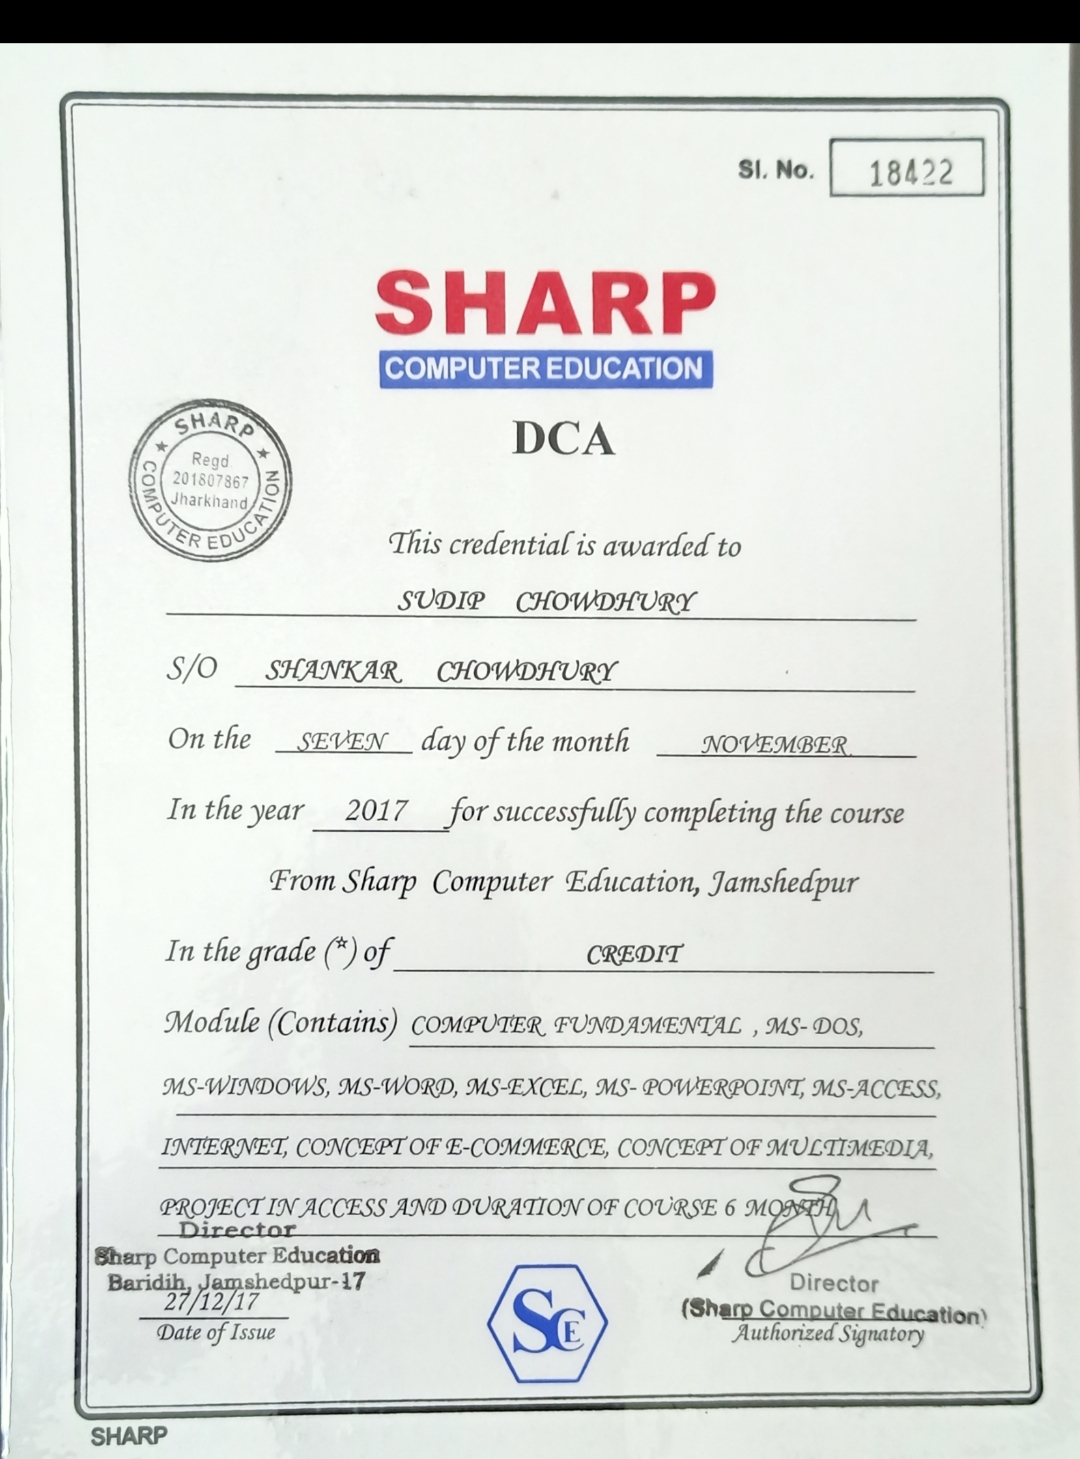 Sl. No. 18422
SHARP
COMPUTER EDUCATION
DCA
SHARP
Regd.
201807867
Jharkhand
COMPUTER EDUCATION
This credential is awarded to
SUDIP CHOWDHURY
S/O SHANKAR CHOWDHURY
On the SEVEN day of the month NOVEMBER
In the year 2017 for successfully completing the course
From Sharp Computer Education, Jamshedpur
In the grade (*) of CREDIT
Module (Contains) COMPUTER FUNDAMENTAL , MS- DOS,
MS-WINDOWS, MS-WORD, MS-EXCEL, MS- POWERPOINT, MS-ACCESS,
INTERNET, CONCEPT OF E-COMMERCE, CONCEPT OF MULTIMEDIA,
PROJECT IN ACCESS AND DURATION OF COURSE 6 MONTH
Director
Sharp Computer Education
Baridih, Jamshedpur-17
27/12/17
Date of Issue
SCE
Director
(Sharp Computer Education)
Authorized Signatory
SHARP